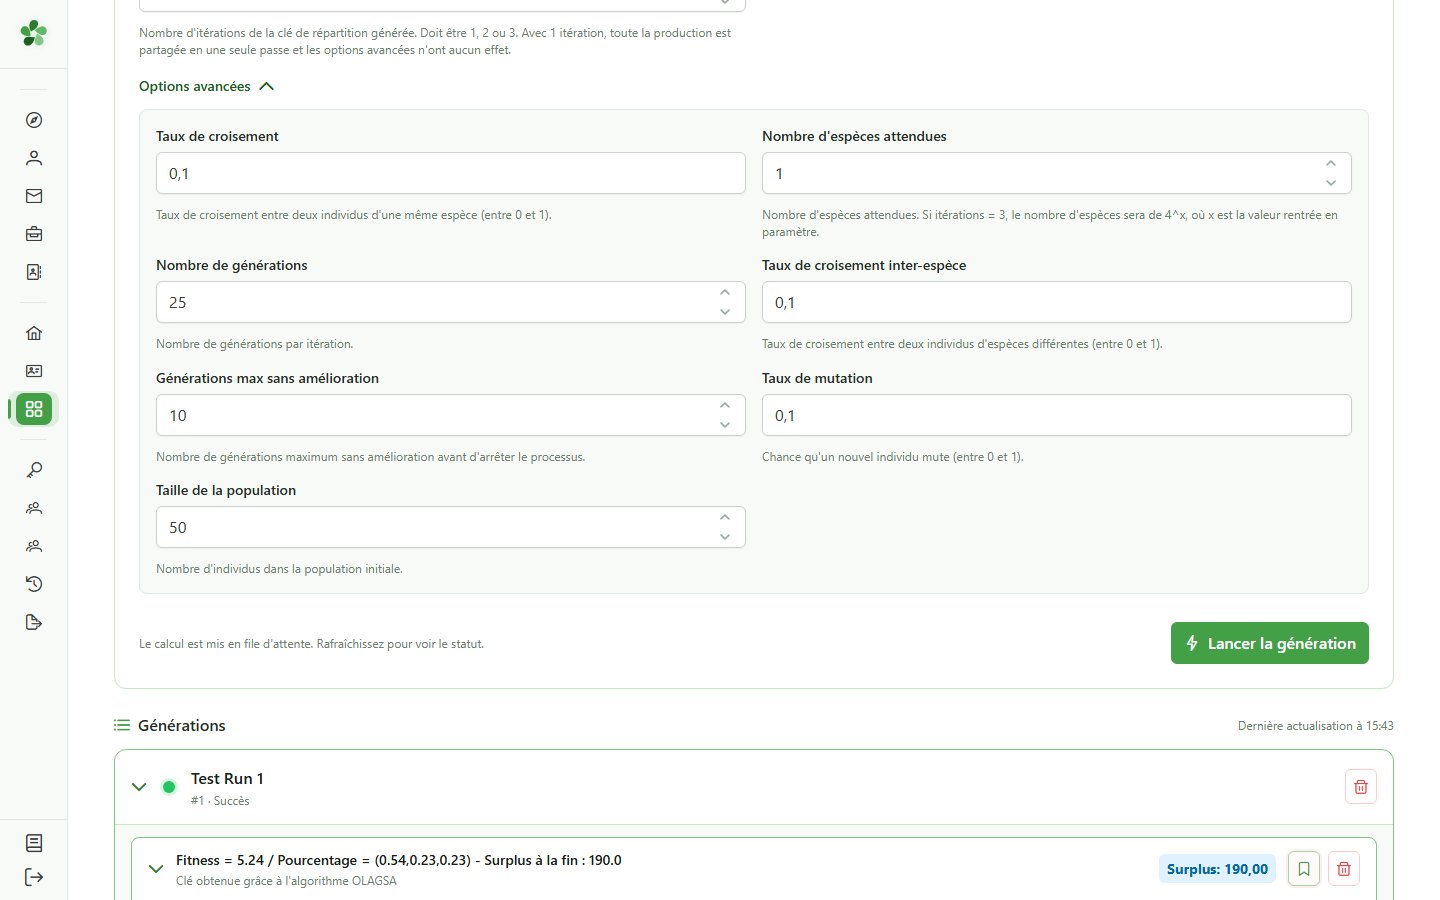 Nombre d'itérations de la clé de répartition générée. Doit être 1, 2 ou 3. Avec 1 itération, toute la production est
partagée en une seule passe et les options avancées n'ont aucun effet.
Options avancées
Taux de croisement
0,1
Taux de croisement entre deux individus d'une même espèce (entre 0 et 1).
Nombre d'espèces attendues
1
Nombre d'espèces attendues. Si itérations = 3, le nombre d'espèces sera de 4^x, où x est la valeur rentrée en
paramètre.
Nombre de générations
25
Nombre de générations par itération.
Taux de croisement inter-espèce
0,1
Taux de croisement entre deux individus d'espèces différentes (entre 0 et 1).
Générations max sans amélioration
10
Nombre de générations maximum sans amélioration avant d'arrêter le processus.
Taux de mutation
0,1
Chance qu'un nouvel individu mute (entre 0 et 1).
Taille de la population
50
Nombre d'individus dans la population initiale.
Le calcul est mis en file d'attente. Rafraîchissez pour voir le statut.
Lancer la génération
Générations
Dernière actualisation à 15:43
Test Run 1
#1 · Succès
Fitness = 5.24 / Pourcentage = (0.54,0.23,0.23) - Surplus à la fin : 190.0
Clé obtenue grâce à l'algorithme OLAGSA
Surplus: 190,00